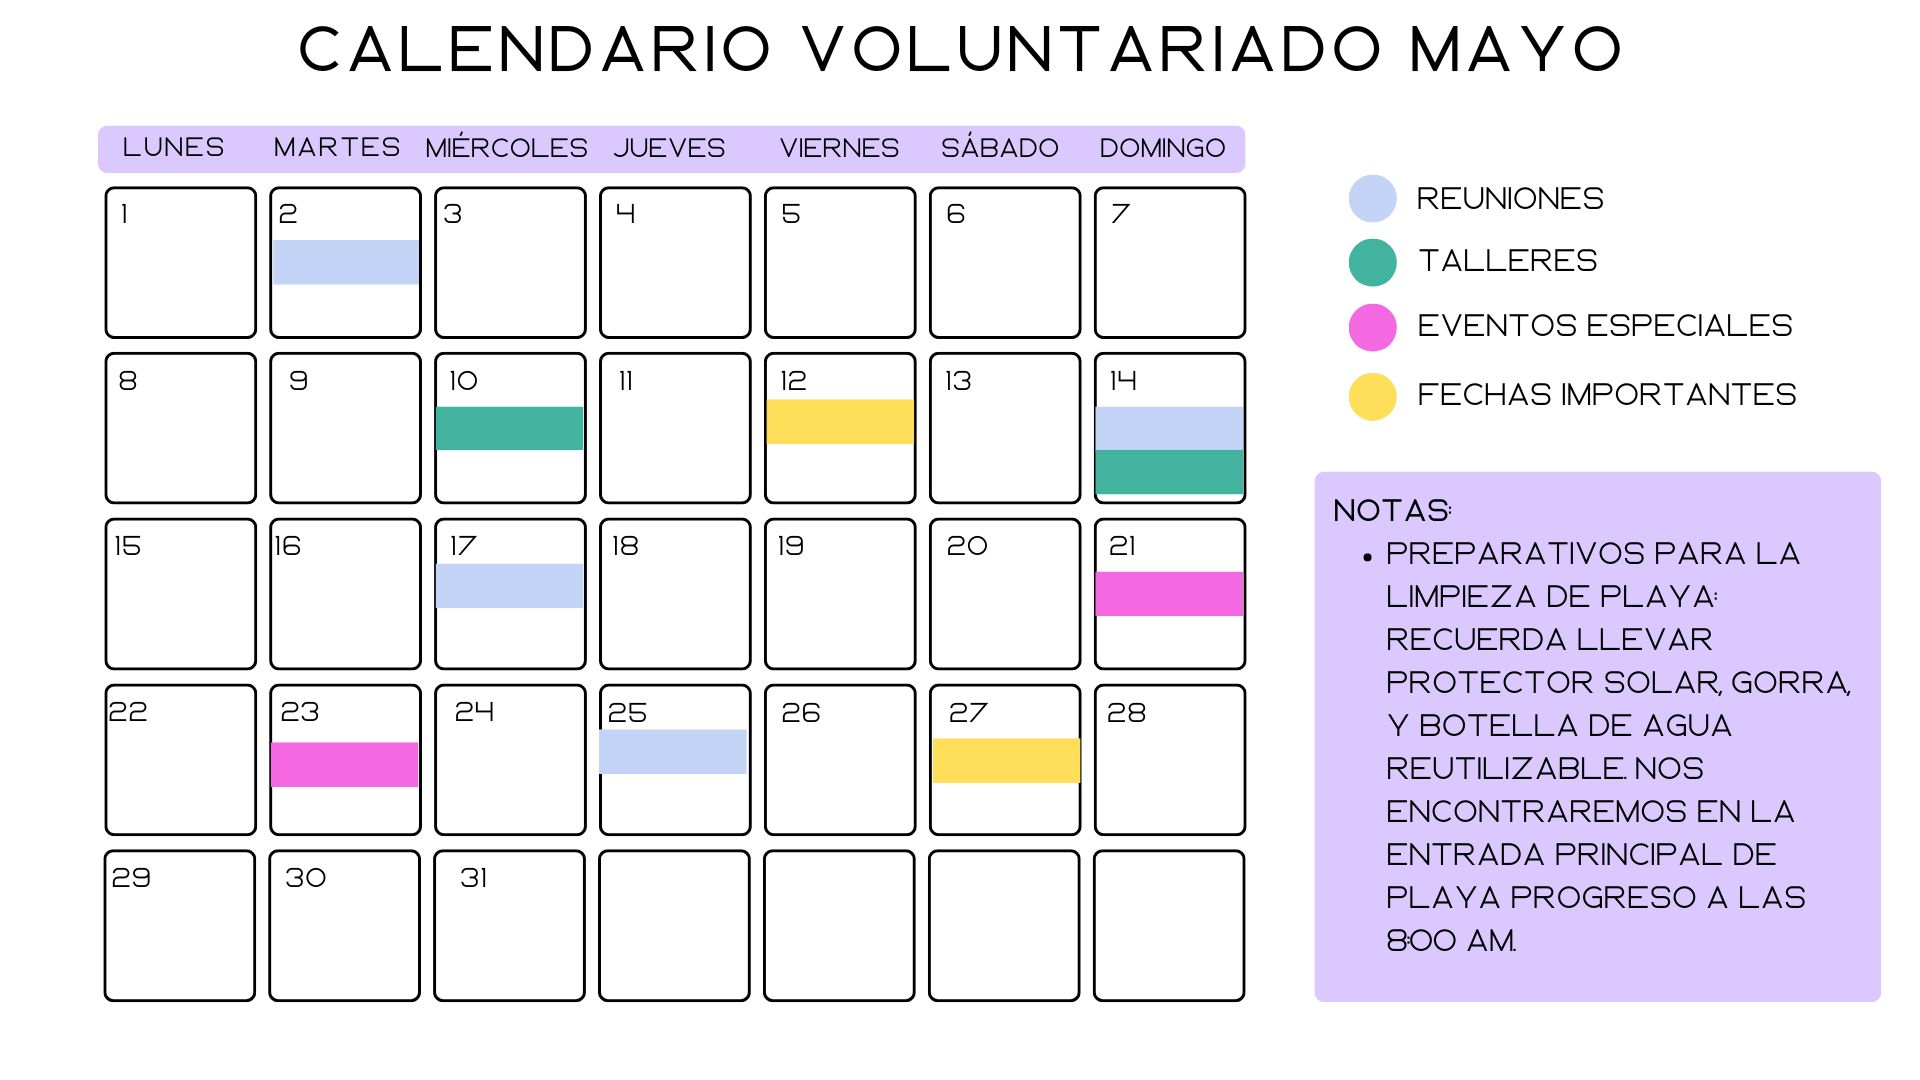 CALENDARIO VOLUNTARIADO MAYO
LUNES MARTES MIÉRCOLES JUEVES VIERNES SÁBADO DOMINGO
1 2 3 4 5 6 7
8 9 10 11 12 13 14
15 16 17 18 19 20 21
22 23 24 25 26 27 28
29 30 31
REUNIONES
TALLERES
EVENTOS ESPECIALES
FECHAS IMPORTANTES
NOTAS:
• PREPARATIVOS PARA LA
LIMPIEZA DE PLAYA:
RECUERDA LLEVAR
PROTECTOR SOLAR, GORRA,
Y BOTELLA DE AGUA
REUTILIZABLE. NOS
ENCONTRAREMOS EN LA
ENTRADA PRINCIPAL DE
PLAYA PROGRESO A LAS
8:00 AM.